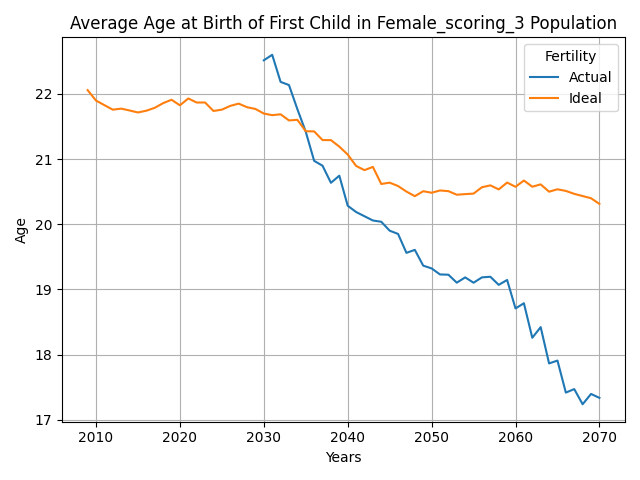 Average Age at Birth of First Child in Female_scoring_3 Population
Fertility
Actual
Ideal
Age
22
21
20
19
18
17
2010 2020 2030 2040 2050 2060 2070
Years